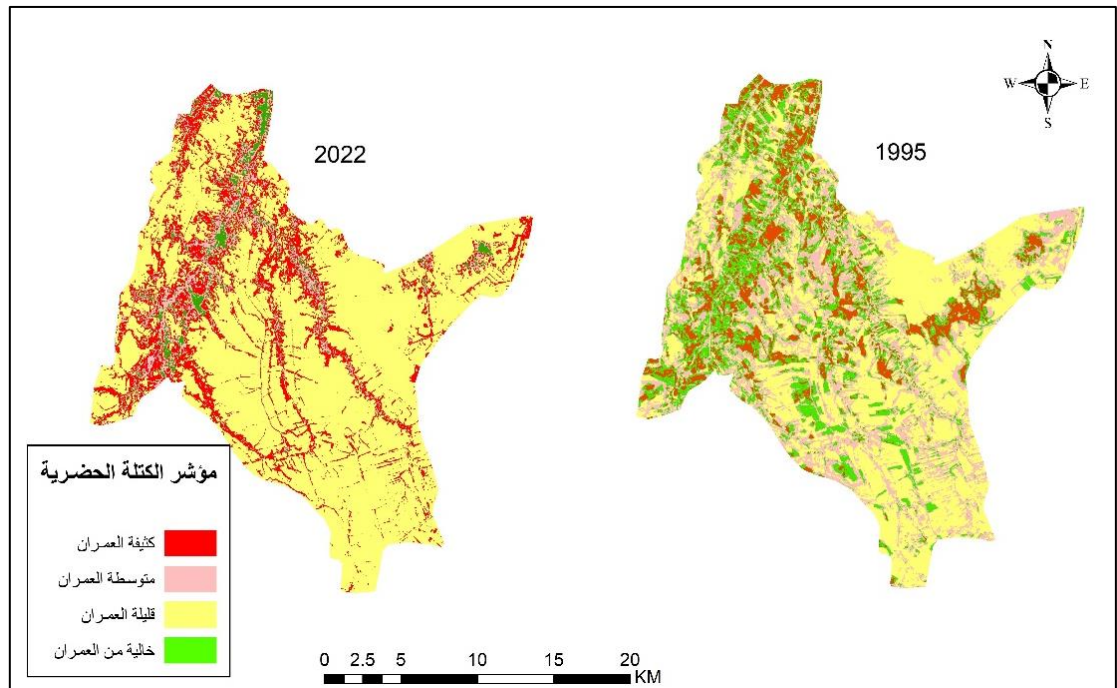 N
W E
S
2022
1995
مؤشر الكتلة الحضرية
كثيفة العمران
متوسطة العمران
قليلة العمران
خالية من العمران
0 2.5 5 10 15 20
KM